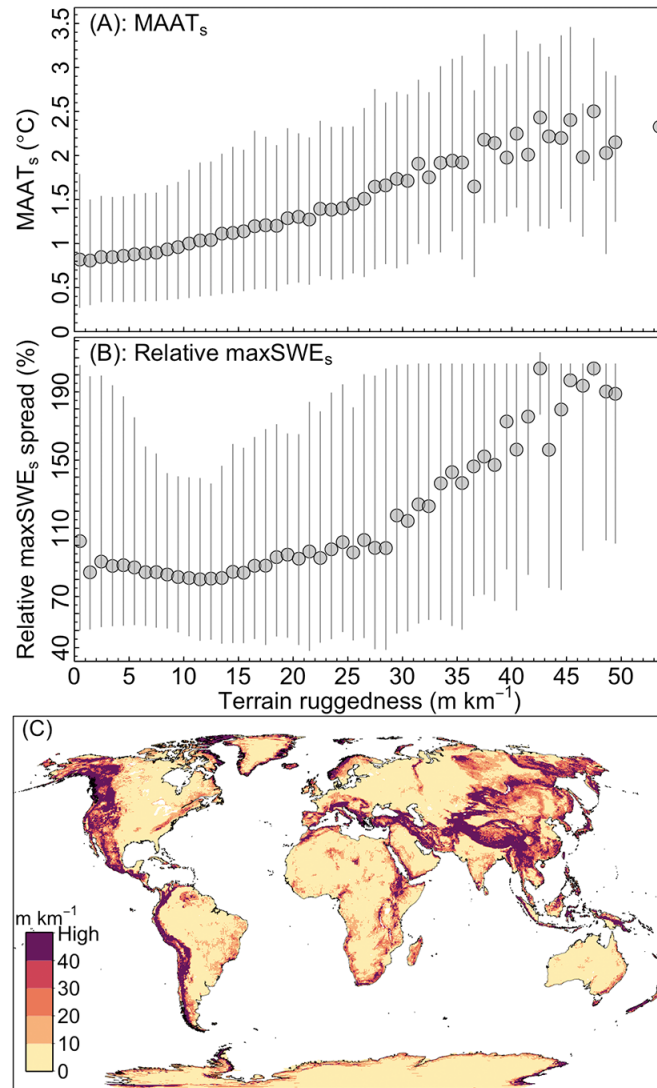 (A): MAATs
MAATs (°C)
0 0.5 1 1.5 2 2.5 3 3.5
(B): Relative maxSWEs
Relative maxSWEs spread (%)
40 70 110 150 190
0 5 10 15 20 25 30 35 40 45 50
Terrain ruggedness (m km⁻¹)
(C)
m km⁻¹
High
40
30
20
10
0